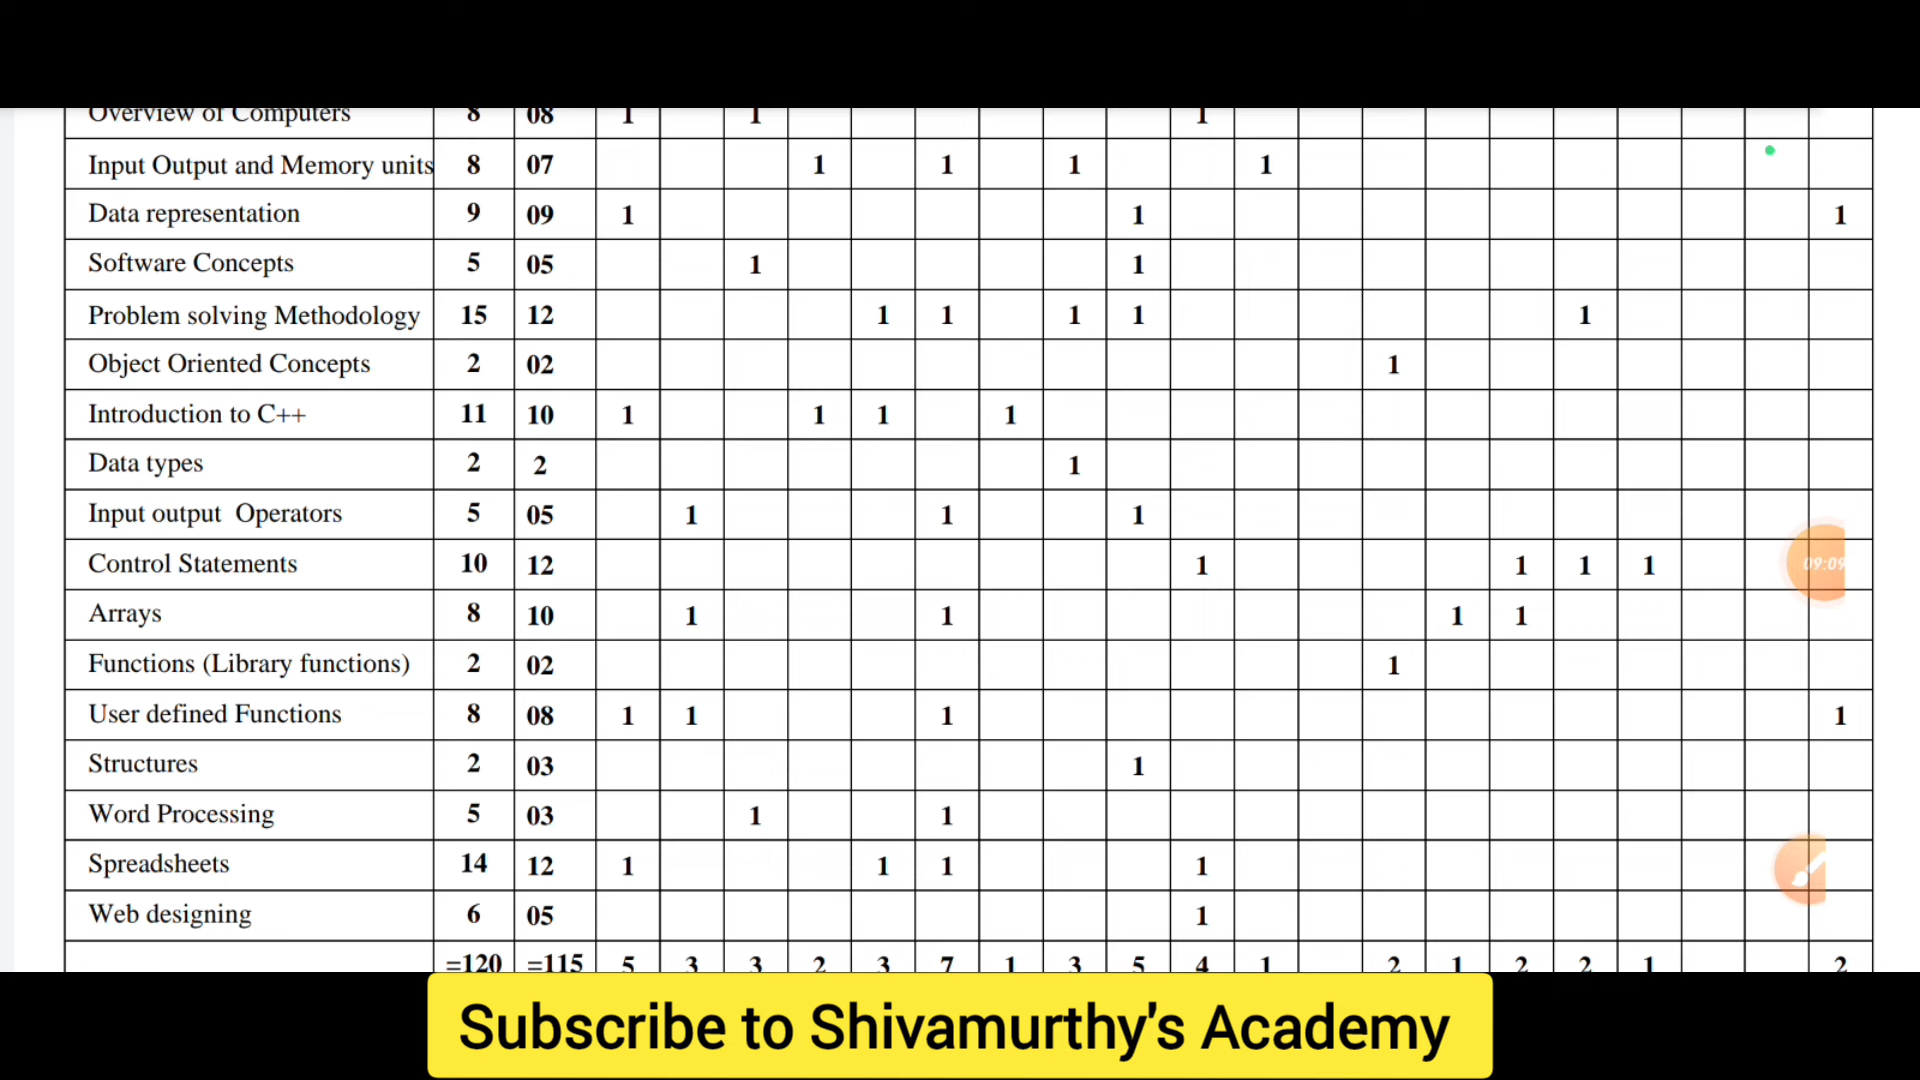 Overview of Computers 8 08 1 1 1
Input Output and Memory units 8 07 1 1 1 1
Data representation 9 09 1 1 1
Software Concepts 5 05 1 1
Problem solving Methodology 15 12 1 1 1 1 1
Object Oriented Concepts 2 02 1
Introduction to C++ 11 10 1 1 1 1
Data types 2 2 1
Input output Operators 5 05 1 1 1
Control Statements 10 12 1 1 1 1
09:09
Arrays 8 10 1 1 1 1
Functions (Library functions) 2 02 1
User defined Functions 8 08 1 1 1 1
Structures 2 03 1
Word Processing 5 03 1 1
Spreadsheets 14 12 1 1 1 1
Web designing 6 05 1
=120 =115 5 3 3 2 3 7 1 3 5 4 1 2 1 2 2 1 2
Subscribe to Shivamurthy's Academy